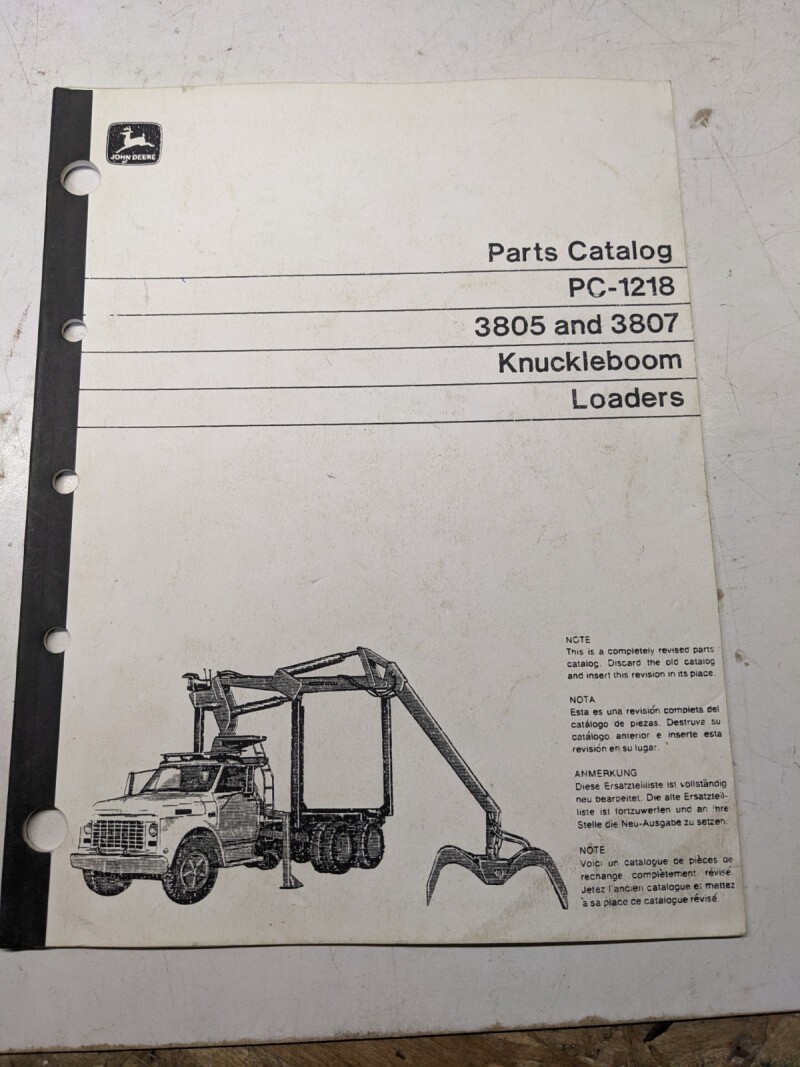 JOHN DEERE
Parts Catalog
PC-1218
3805 and 3807
Knuckleboom
Loaders
NOTE
This is a completely revised parts
catalog. Discard the old catalog
and insert this revision in its place.
NOTA
Esta es una revisión completa del
catálogo de piezas. Destruya su
catálogo anterior e inserte esta
revisión en su lugar.
ANMERKUNG
Diese Ersatzteilliste ist vollständig
neu bearbeitet. Die alte Ersatzteil-
liste ist fortzuwerfen und an ihre
Stelle die Neu-Ausgabe zu setzen.
NOTE
Voici un catalogue de pièces de
rechange complètement révisé.
Jetez l'ancien catalogue et mettez
à sa place ce catalogue révisé.